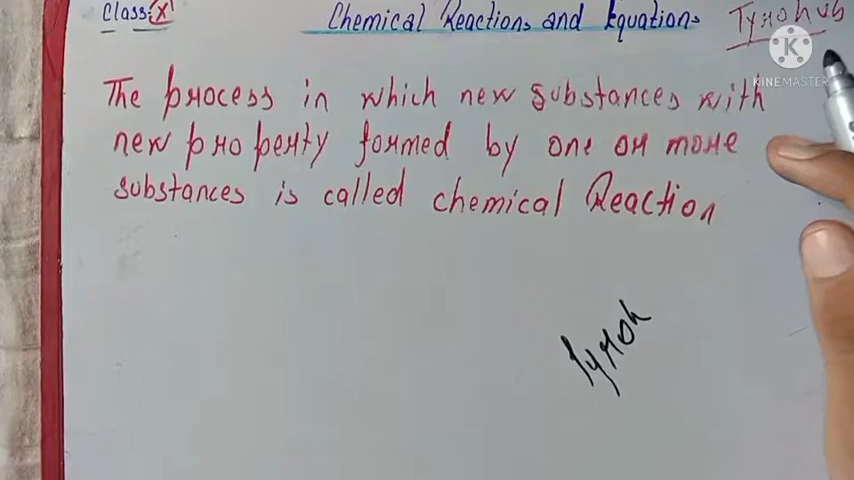 Class: X
Chemical Reactions and Equations
Tyrohub
KINEMASTER
The process in which new substances with
new property formed by one or more
substances is called chemical Reaction
Tyroh